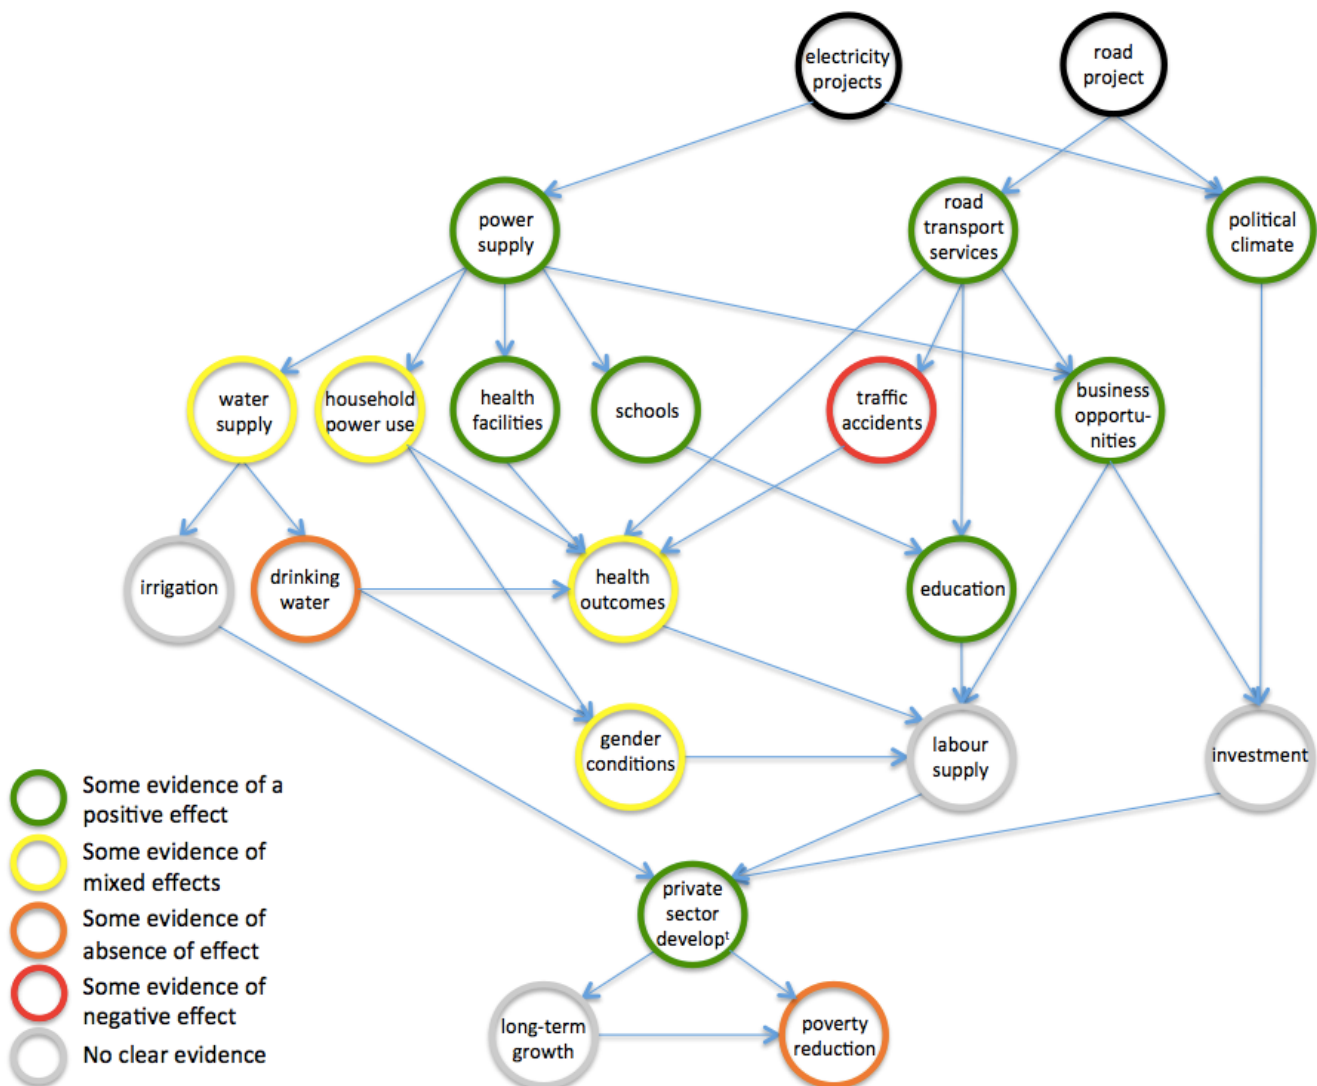 electricity
projects
road
project
power
supply
road
transport
services
political
climate
water
supply
household
power use
health
facilities
schools
traffic
accidents
business
opportu-
nities
irrigation
drinking
water
health
outcomes
education
gender
conditions
labour
supply
investment
private
sector
developᵗ
long-term
growth
poverty
reduction
Some evidence of a
positive effect
Some evidence of
mixed effects
Some evidence of
absence of effect
Some evidence of
negative effect
No clear evidence